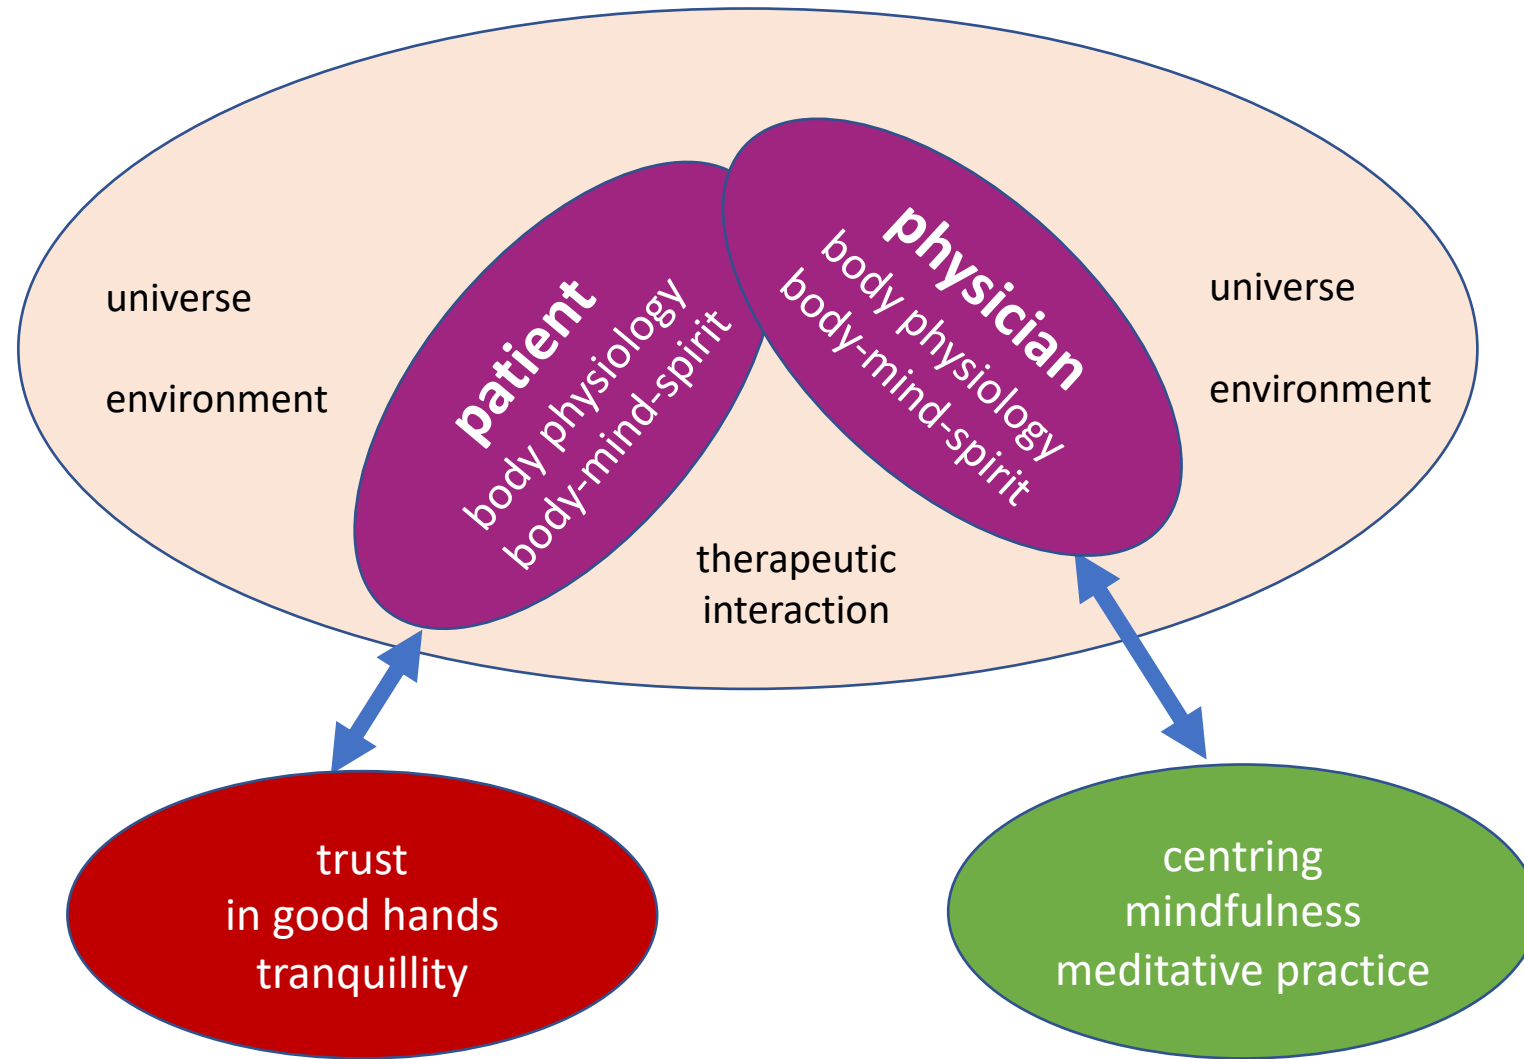 universe
environment
patient
body physiology
body-mind-spirit
physician
body physiology
body-mind-spirit
universe
environment
therapeutic
interaction
trust
in good hands
tranquillity
centring
mindfulness
meditative practice